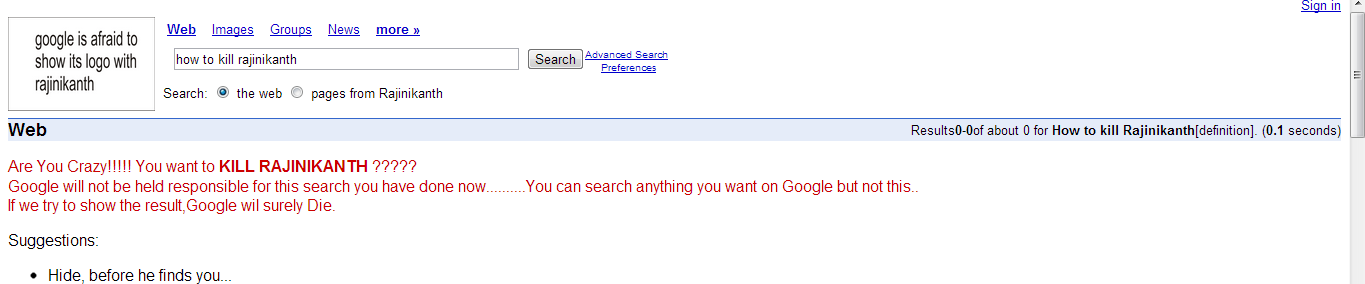 Sign in
google is afraid to
show its logo with
rajinikanth
Web Images Groups News more »
how to kill rajinikanth Search Advanced Search
Preferences
Search: the web pages from Rajinikanth
Web Results0-0of about 0 for How to kill Rajinikanth[definition]. (0.1 seconds)
Are You Crazy!!!!! You want to KILL RAJINIKANTH ?????
Google will not be held responsible for this search you have done now..........You can search anything you want on Google but not this..
If we try to show the result,Google wil surely Die.
Suggestions:
• Hide, before he finds you...